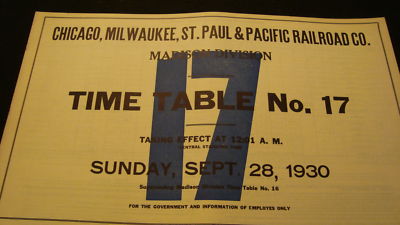 CHICAGO, MILWAUKEE, ST. PAUL & PACIFIC RAILROAD CO.
MADISON DIVISION
17
TIME TABLE No. 17
TAKING EFFECT AT 12:01 A. M.
CENTRAL STANDARD TIME
SUNDAY, SEPT. 28, 1930
Superseding Madison Division Time Table No. 16
FOR THE GOVERNMENT AND INFORMATION OF EMPLOYES ONLY